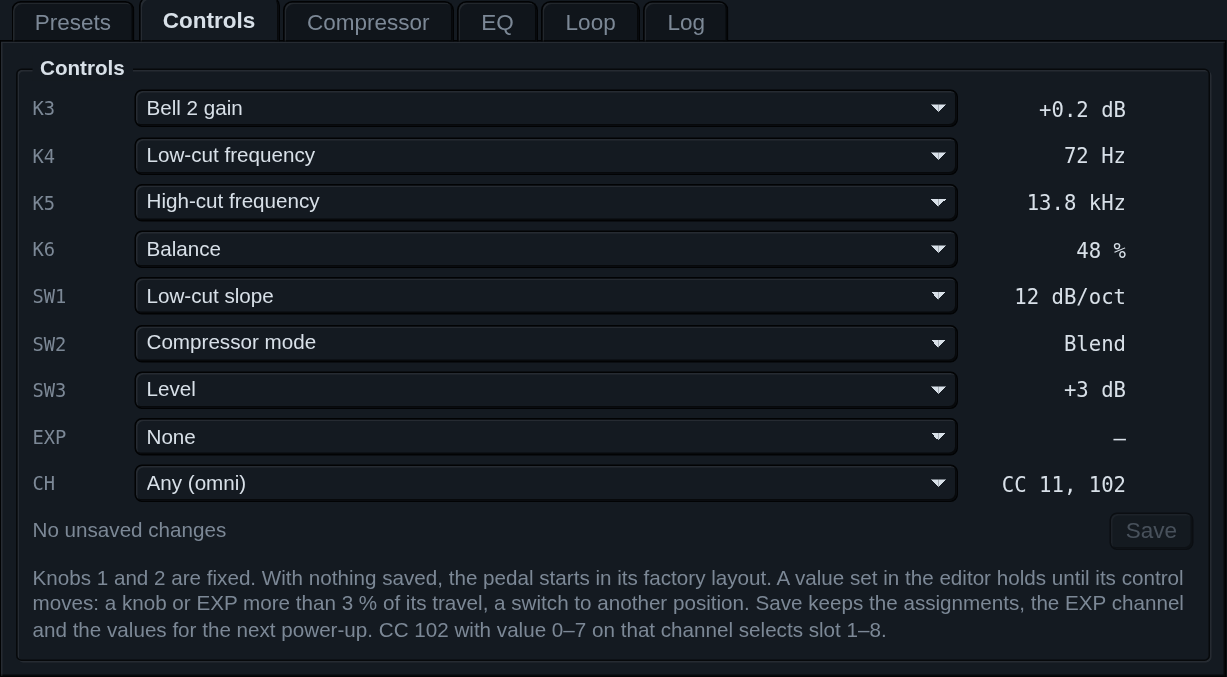 Presets Controls Compressor EQ Loop Log
Controls
K3 Bell 2 gain +0.2 dB
K4 Low-cut frequency 72 Hz
K5 High-cut frequency 13.8 kHz
K6 Balance 48 %
SW1 Low-cut slope 12 dB/oct
SW2 Compressor mode Blend
SW3 Level +3 dB
EXP None –
CH Any (omni) CC 11, 102
No unsaved changes Save
Knobs 1 and 2 are fixed. With nothing saved, the pedal starts in its factory layout. A value set in the editor holds until its control
moves: a knob or EXP more than 3 % of its travel, a switch to another position. Save keeps the assignments, the EXP channel
and the values for the next power-up. CC 102 with value 0–7 on that channel selects slot 1–8.